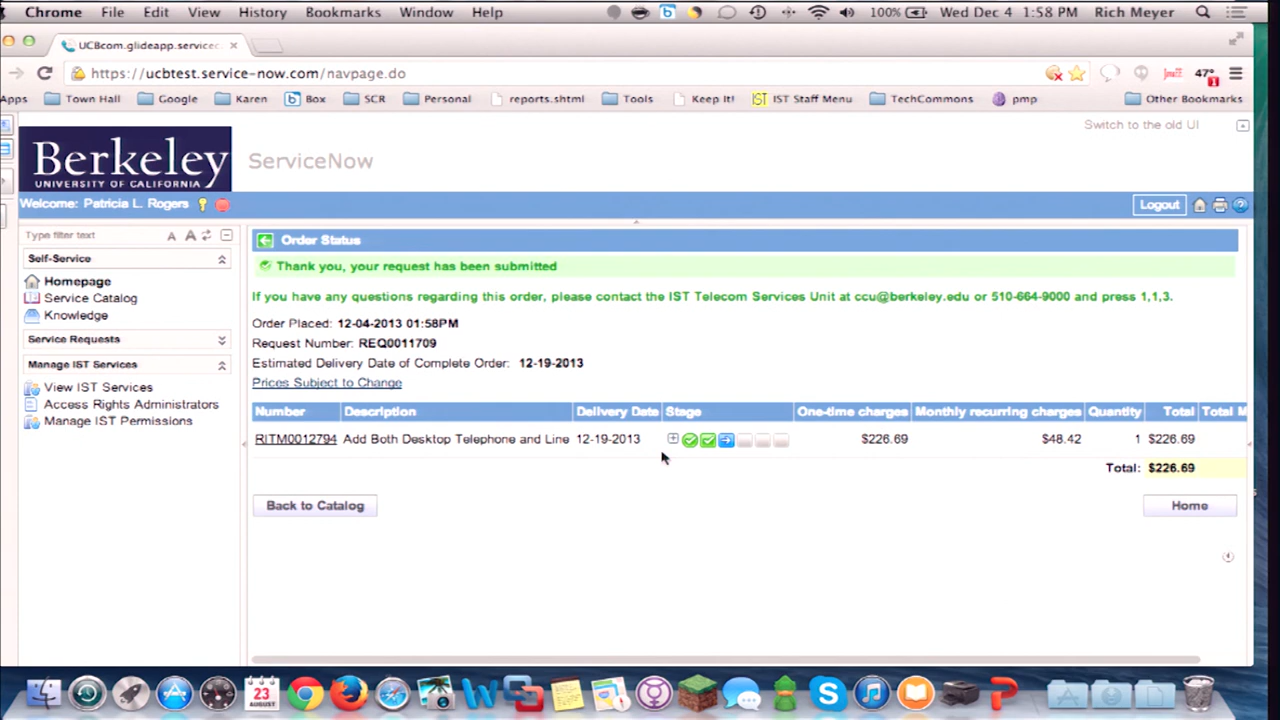 Chrome File Edit View History Bookmarks Window Help 100% Wed Dec 4 1:58 PM Rich Meyer
UCBcom.glideapp.servicec
https://ucbtest.service-now.com/navpage.do 47°
Apps Town Hall Google Karen Box SCR Personal reports.shtml Tools Keep It! IST Staff Menu TechCommons pmp Other Bookmarks
Switch to the old UI
Berkeley ServiceNow
UNIVERSITY OF CALIFORNIA
Welcome: Patricia L. Rogers Logout
Type filter text A A
Order Status
Self-Service
Thank you, your request has been submitted
Homepage
Service Catalog
If you have any questions regarding this order, please contact the IST Telecom Services Unit at ccu@berkeley.edu or 510-664-9000 and press 1,1,3.
Knowledge
Order Placed: 12-04-2013 01:58PM
Service Requests
Request Number: REQ0011709
Manage IST Services
Estimated Delivery Date of Complete Order: 12-19-2013
View IST Services
Prices Subject to Change
Access Rights Administrators
Manage IST Permissions
Number Description Delivery Date Stage One-time charges Monthly recurring charges Quantity Total Total M
RITM0012794 Add Both Desktop Telephone and Line 12-19-2013 $226.69 $48.42 1 $226.69
Total: $226.69
Back to Catalog Home
23
AUGUST